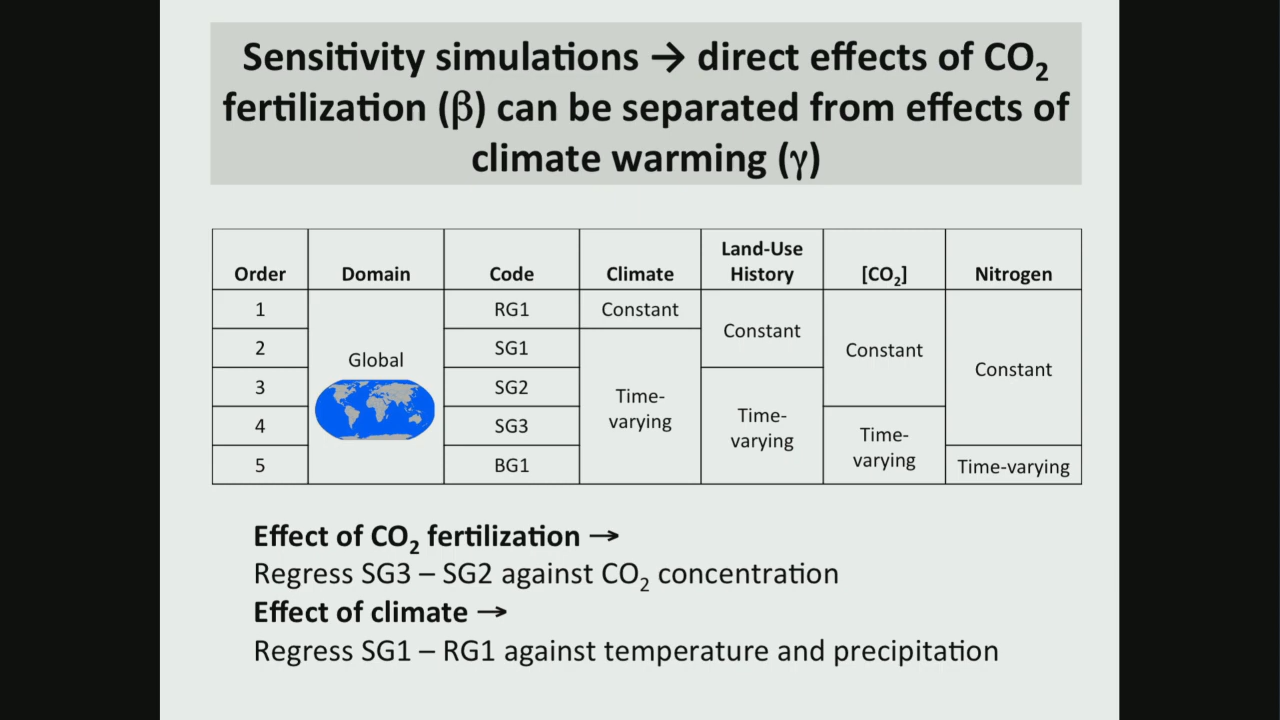 Sensitivity simulations → direct effects of CO₂
fertilization (β) can be separated from effects of
climate warming (γ)
Order Domain Code Climate Land-Use History [CO₂] Nitrogen
1 RG1 Constant
2 SG1
3 SG2
4 SG3
5 BG1
Global
Time-
varying
Constant
Time-
varying
Constant
Time-
varying
Constant
Time-varying
Effect of CO₂ fertilization →
Regress SG3 – SG2 against CO₂ concentration
Effect of climate →
Regress SG1 – RG1 against temperature and precipitation